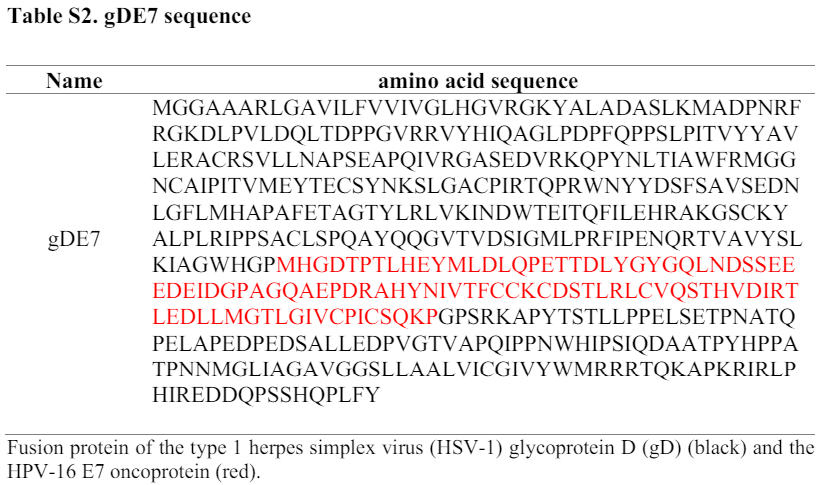 Table S2. gDE7 sequence
Name amino acid sequence
MGGAAARLGAVILFVVIVGLHGVRGKYALADASLKMADPNRF
RGKDLPVLDQLTDPPGVRRVYHIQAGLPDPFQPPSLPITVYYAV
LERACRSVLLNAPSEAPQIVRGASEDVRKQPYNLTIAWFRMGG
NCAIPITVMEYTECSYNKSLGACPIRTQPRWNYYDSFSAVSEDN
LGFLMHAPAFETAGTYLRLVKINDWTEITQFILEHRAKGSCKY
gDE7 ALPLRIPPSACLSPQAYQQGVTVDSIGMLPRFIPENQRTVAVYSL
KIAGWHGPMHGDTPTLHEYMLDLQPETTDLYGYGQLNDSSEE
EDEIDGPAGQAEPDRAHYNIVTFCCKCDSTLRLCVQSTHVDIRT
LEDLLMGTLGIVCPICSQKPGPSRKAPYTSTLLPPELSETPNATQ
PELAPEDPEDSALLEDPVGTVAPQIPPNWHIPSIQDAATPYHPPA
TPNNMGLIAGAVGGSLLAALVICGIVYWMRRRTQKAPKRIRLP
HIREDDQPSSHQPLFY
Fusion protein of the type 1 herpes simplex virus (HSV-1) glycoprotein D (gD) (black) and the
HPV-16 E7 oncoprotein (red).